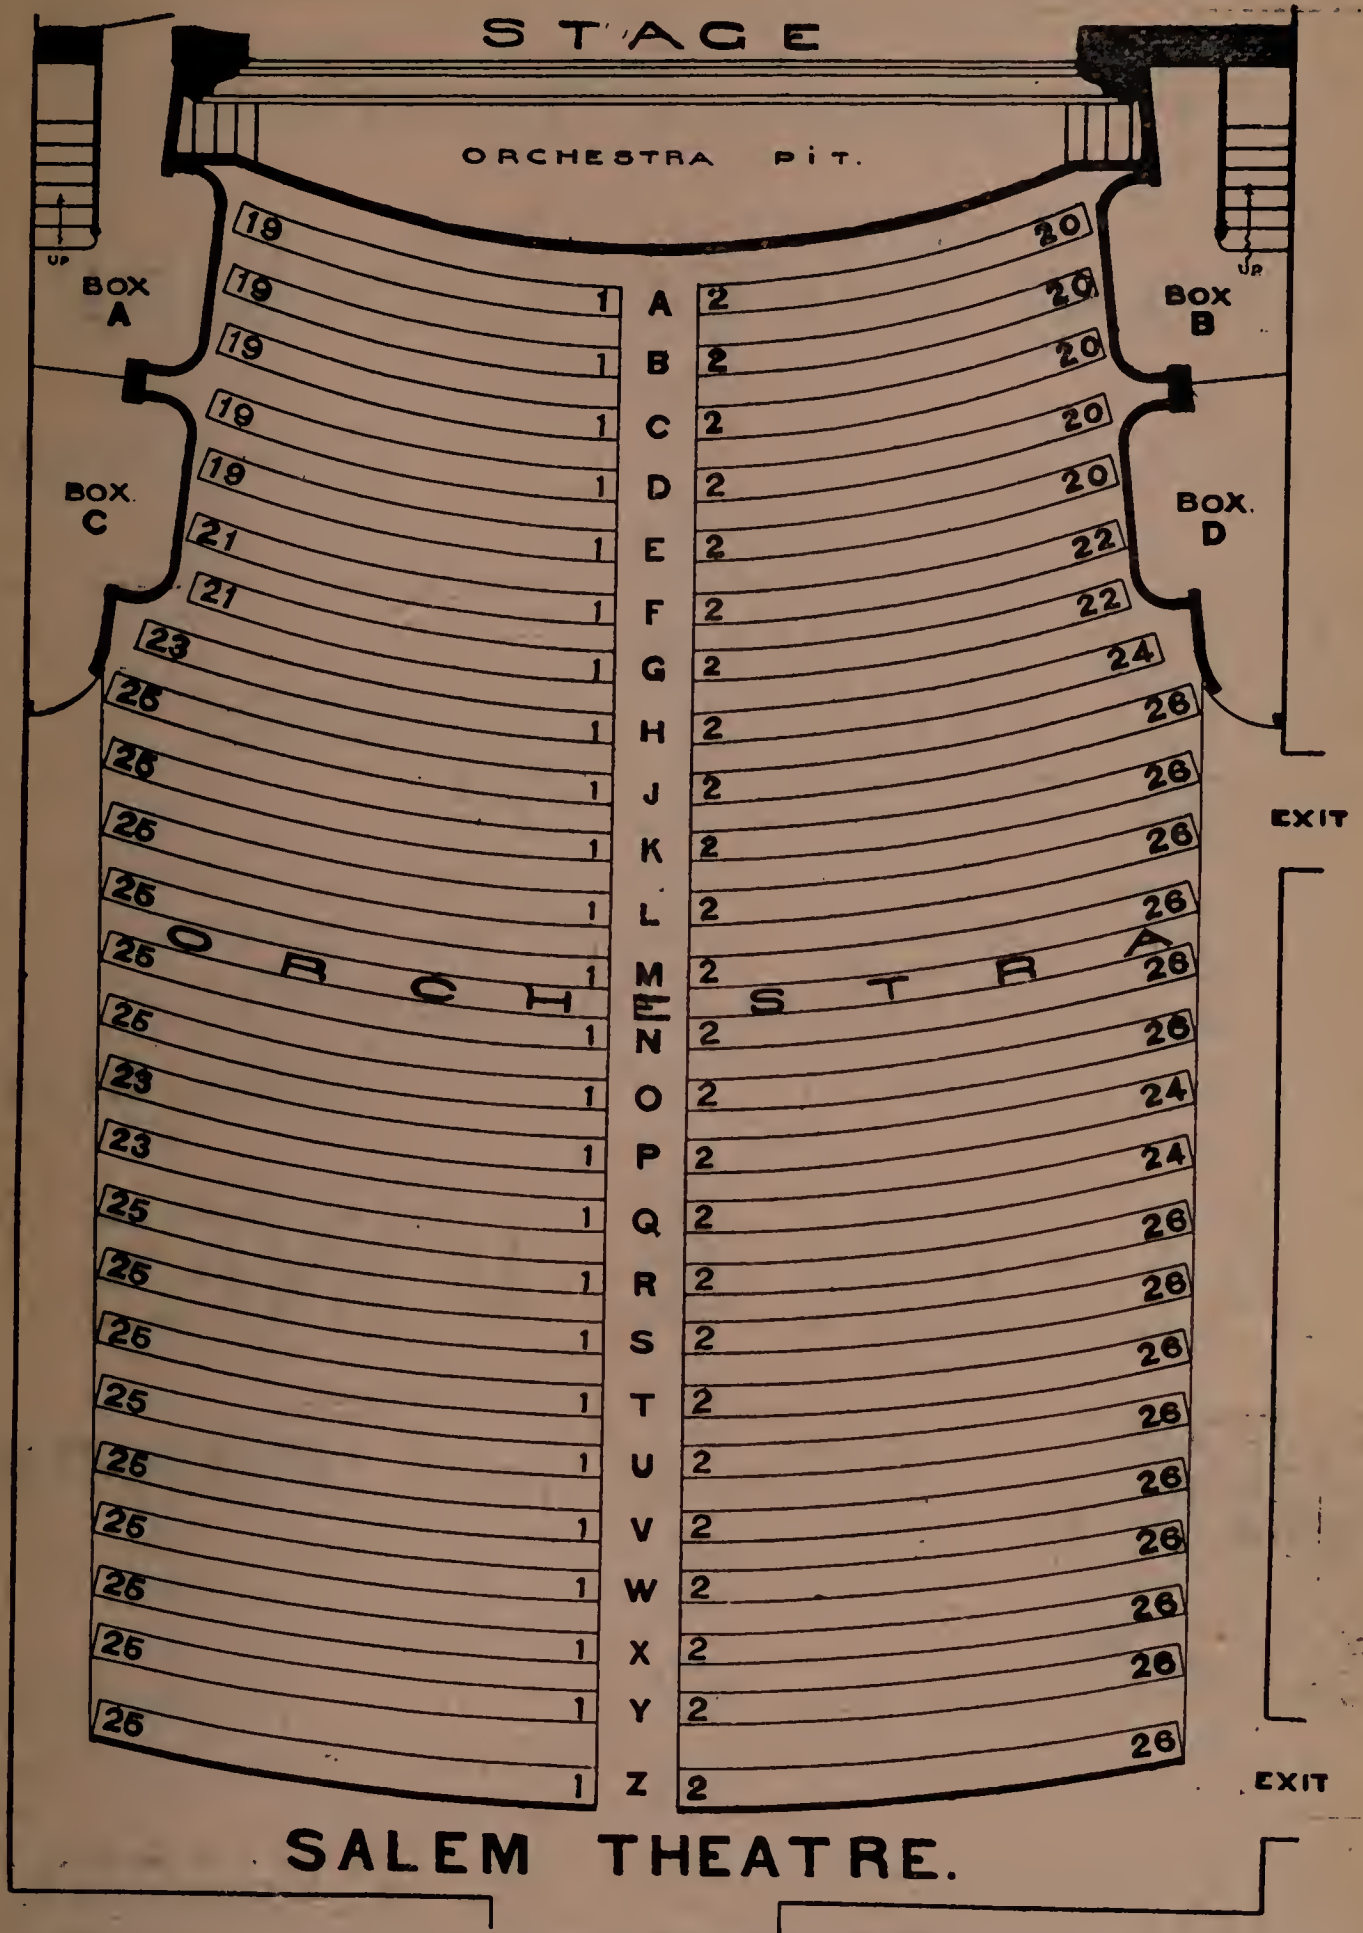 STAGE
ORCHESTRA PIT.
UP
UP
BOX A
BOX B
BOX. C
BOX. D
19 1 A 2 20
19 1 B 2 20
19 1 C 2 20
19 1 D 2 20
19 1 E 2 20
21 1 F 2 22
21 1 G 2 22
23 1 H 2 24
25 1 J 2 26
25 1 K 2 26
EXIT
25 1 L 2 26
25 1 M 2 26
ORCHESTRA
25 1 N 2 26
25 1 O 2 26
23 1 P 2 24
23 1 Q 2 24
25 1 R 2 26
25 1 S 2 26
25 1 T 2 26
25 1 U 2 26
25 1 V 2 26
25 1 W 2 26
25 1 X 2 26
25 1 Y 2 26
25 1 Z 2 26
EXIT
SALEM THEATRE.